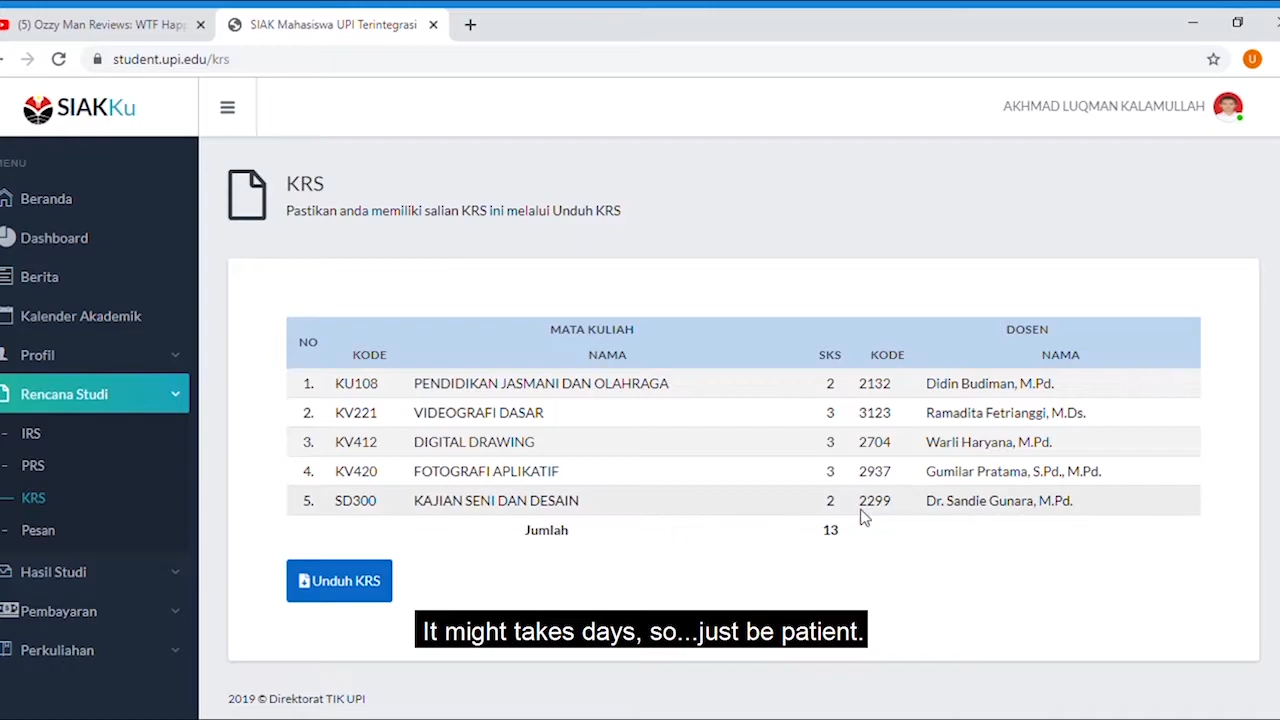 (5) Ozzy Man Reviews: WTF Hap
SIAK Mahasiswa UPI Terintegrasi
student.upi.edu/krs
U
SIAKKu
AKHMAD LUQMAN KALAMULLAH
MENU
Beranda
Dashboard
Berita
Kalender Akademik
Profil
Rencana Studi
IRS
PRS
KRS
Pesan
Hasil Studi
Pembayaran
Perkuliahan
KRS
Pastikan anda memiliki salian KRS ini melalui Unduh KRS
NO MATA KULIAH DOSEN
KODE NAMA SKS KODE NAMA
1. KU108 PENDIDIKAN JASMANI DAN OLAHRAGA 2 2132 Didin Budiman, M.Pd.
2. KV221 VIDEOGRAFI DASAR 3 3123 Ramadita Fetrianggi, M.Ds.
3. KV412 DIGITAL DRAWING 3 2704 Warli Haryana, M.Pd.
4. KV420 FOTOGRAFI APLIKATIF 3 2937 Gumilar Pratama, S.Pd., M.Pd.
5. SD300 KAJIAN SENI DAN DESAIN 2 2299 Dr. Sandie Gunara, M.Pd.
Jumlah 13
Unduh KRS
It might takes days, so...just be patient.
2019 © Direktorat TIK UPI